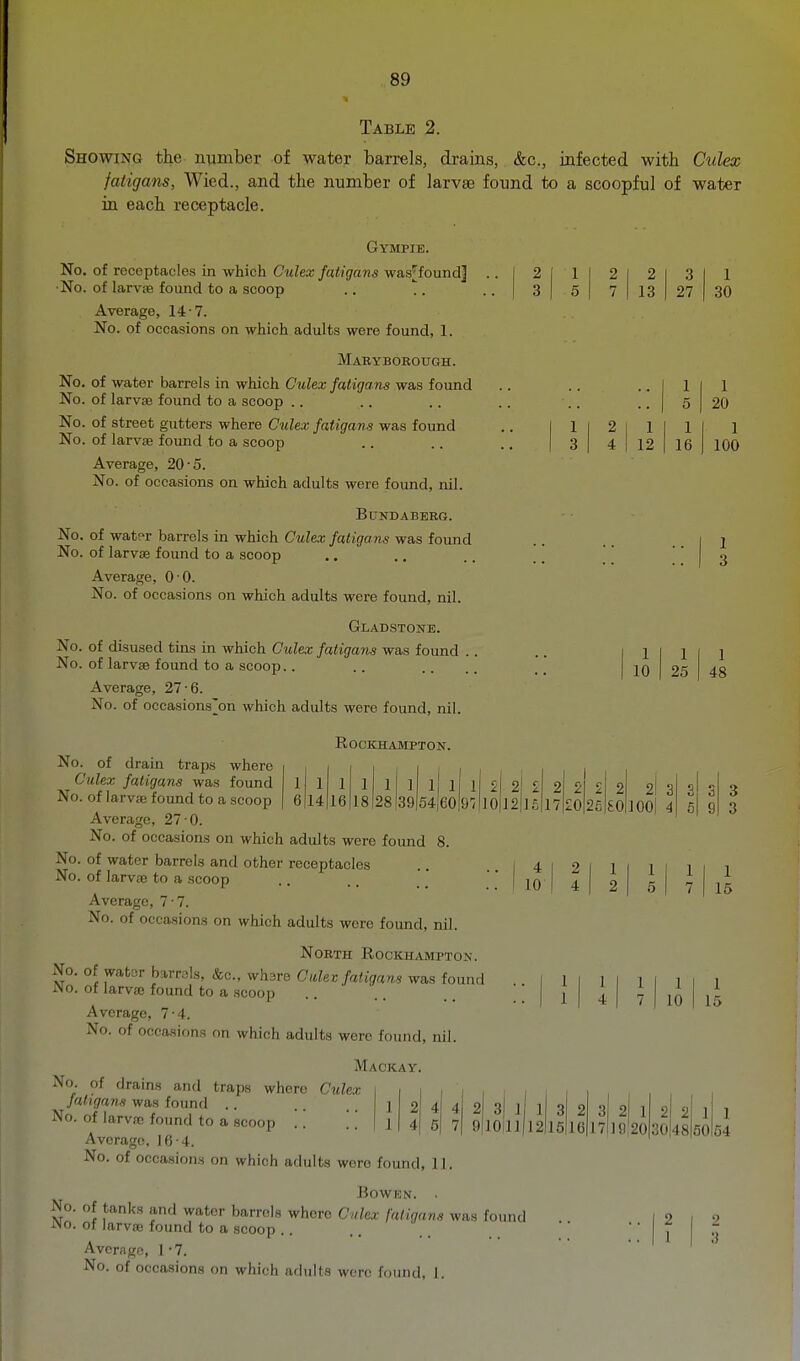 89
Table 2.
Showing the number of water barrels, drains, &c., infected with Culex
fatigans, Wied., and the number of larvæ found to a scoopful of water
in each receptacle.
Gympie.
No. of receptacles in which Culex fatigans was[found] .. | 2 | 1 | 2 | 2 | 3 | 1
No. of larvæ found to a scoop .. .. .. | 3 | 5 | 7 | 13 | 27 | 30
Average, 14·7.
No. of occasions on which adults were found, 1.
Maryborough.
No. of water barrels in which Culex fatigans was found .. .. .. | 1 | 1
No. of larvæ found to a scoop .. .. .. .. .. .. | 5 | 20
No. of street gutters where Culex fatigans was found .. | 1 | 2 | 1 | 1 | 1
No. of larvæ found to a scoop .. .. .. | 3 | 4 | 12 | 16 | 100
Average, 20·5.
No. of occasions on which adults were found, nil.
Bundaberg.
No. of water barrels in which Culex fatigans was found .. .. .. | 1
No. of larvæ found to a scoop .. .. .. .. .. .. | 3
Average, 0·0.
No. of occasions on which adults were found, nil.
Gladstone.
No. of disused tins in which Culex fatigans was found .. .. | 1 | 1 | 1
No. of larvæ found to a scoop.. .. .. .. .. | 10 | 25 | 48
Average, 27·6.
No. of occasions on which adults were found, nil.
Rockhampton.
No. of drain traps where
Culex fatigans was found | 1| 1| 1| 1| 1| 1| 1| 1| 1| 2| 2| 2| 2| 2| 2| 2| 2| 3| 3| 3| 3
No. of larvæ found to a scoop | 6|14|16|18|28|39|54|60|97|10|12|15|17|20|25|50|100| 4| 5| 9| 3
Average, 27·0.
No. of occasions on which adults were found 8.
No. of water barrels and other receptacles .. .. | 4 | 2 | 1 | 1 | 1 | 1
No. of larvæ to a scoop .. .. .. .. | 10 | 4 | 2 | 5 | 7 | 15
Average, 7·7.
No. of occasions on which adults were found, nil.
North Rockhampton.
No. of water barrels, &c., where Culex fatigans was found .. | 1 | 1 | 1 | 1 | 1
No. of larvæ found to a scoop .. .. .. .. | 1 | 4 | 7 | 10 | 15
Average, 7·4.
No. of occasions on which adults were found, nil.
Mackay.
No. of drains and traps where Culex
fatigans was found .. .. .. | 1| 2| 4| 4| 2| 3| 1| 1| 3| 2| 3| 2| 1| 2| 2| 1| 1
No. of larvæ found to a scoop .. .. | 1| 4| 5| 7| 9|10|11|12|15|16|17|19|20|30|48|50|54
Average, 16·4.
No. of occasions on which adults were found, 11.
Bowen.
No. of tanks and water barrels where Culex fatigans was found .. .. | 2 | 2
No. of larvæ found to a scoop .. .. .. .. .. .. | 1 | 3
Average, 1·7.
No. of occasions on which adults were found, 1.